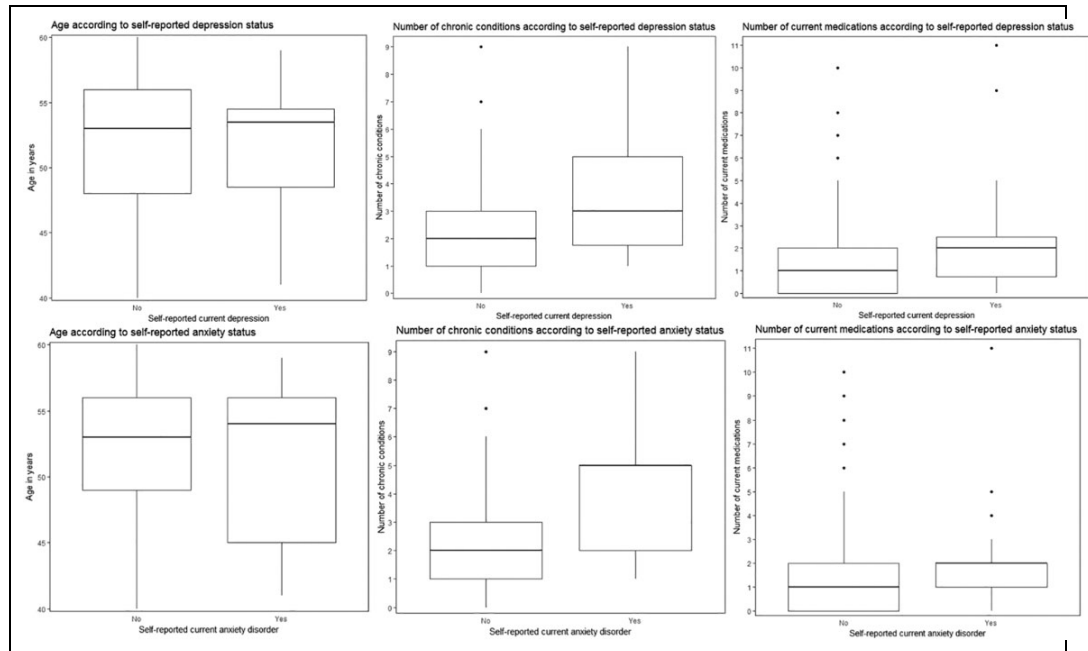 Age according to self-reported depression status
60
55
50
45
40
Age in years
No
Yes
Self-reported current depression
Number of chronic conditions according to self-reported depression status
9
8
7
6
5
4
3
2
1
0
Number of chronic conditions
No
Yes
Self-reported current depression
Number of current medications according to self-reported depression status
11
10
9
8
7
6
5
4
3
2
1
0
Number of current medications
No
Yes
Self-reported current depression
Age according to self-reported anxiety status
60
55
50
45
40
Age in years
No
Yes
Self-reported current anxiety disorder
Number of chronic conditions according to self-reported anxiety status
9
8
7
6
5
4
3
2
1
0
Number of chronic conditions
No
Yes
Self-reported current anxiety disorder
Number of current medications according to self-reported anxiety status
11
10
9
8
7
6
5
4
3
2
1
0
Number of current medications
No
Yes
Self-reported current anxiety disorder